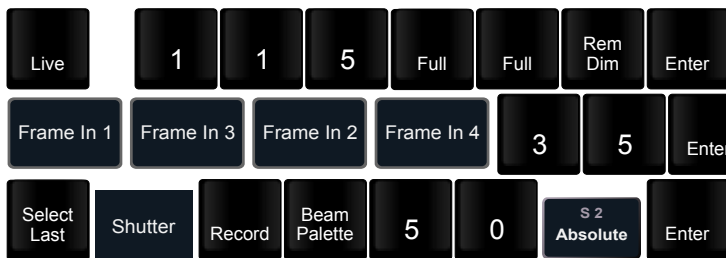 Live 1 1 5 Full Full Rem Dim Enter
Frame In 1 Frame In 3 Frame In 2 Frame In 4 3 5 Enter
Select Last Shutter Record Beam Palette 5 0 S 2 Absolute Enter